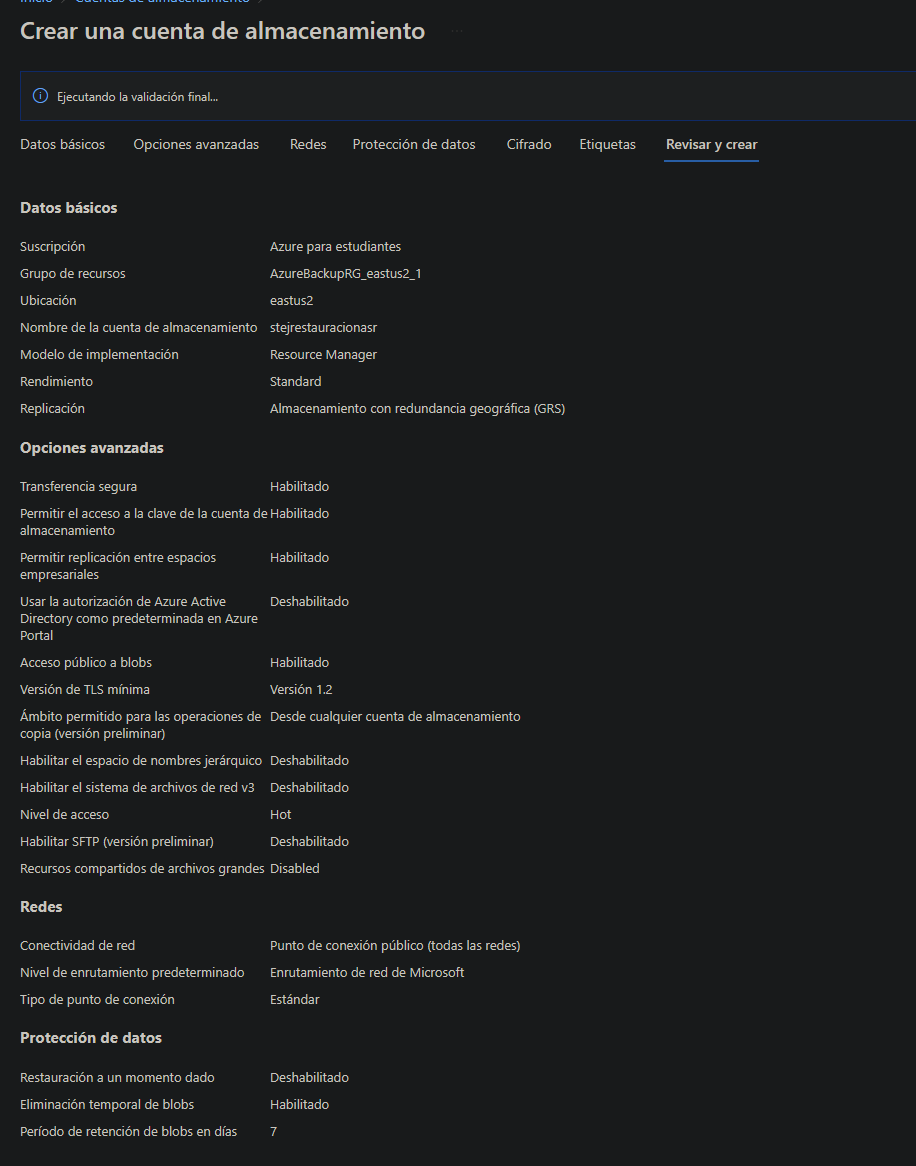 Inicio > Cuentas de almacenamiento >
Crear una cuenta de almacenamiento ...
Ejecutando la validación final...
Datos básicos Opciones avanzadas Redes Protección de datos Cifrado Etiquetas Revisar y crear
Datos básicos
Suscripción Azure para estudiantes
Grupo de recursos AzureBackupRG_eastus2_1
Ubicación eastus2
Nombre de la cuenta de almacenamiento stejrestauracionasr
Modelo de implementación Resource Manager
Rendimiento Standard
Replicación Almacenamiento con redundancia geográfica (GRS)
Opciones avanzadas
Transferencia segura Habilitado
Permitir el acceso a la clave de la cuenta de Habilitado
almacenamiento
Permitir replicación entre espacios Habilitado
empresariales
Usar la autorización de Azure Active Deshabilitado
Directory como predeterminada en Azure
Portal
Acceso público a blobs Habilitado
Versión de TLS mínima Versión 1.2
Ámbito permitido para las operaciones de Desde cualquier cuenta de almacenamiento
copia (versión preliminar)
Habilitar el espacio de nombres jerárquico Deshabilitado
Habilitar el sistema de archivos de red v3 Deshabilitado
Nivel de acceso Hot
Habilitar SFTP (versión preliminar) Deshabilitado
Recursos compartidos de archivos grandes Disabled
Redes
Conectividad de red Punto de conexión público (todas las redes)
Nivel de enrutamiento predeterminado Enrutamiento de red de Microsoft
Tipo de punto de conexión Estándar
Protección de datos
Restauración a un momento dado Deshabilitado
Eliminación temporal de blobs Habilitado
Período de retención de blobs en días 7